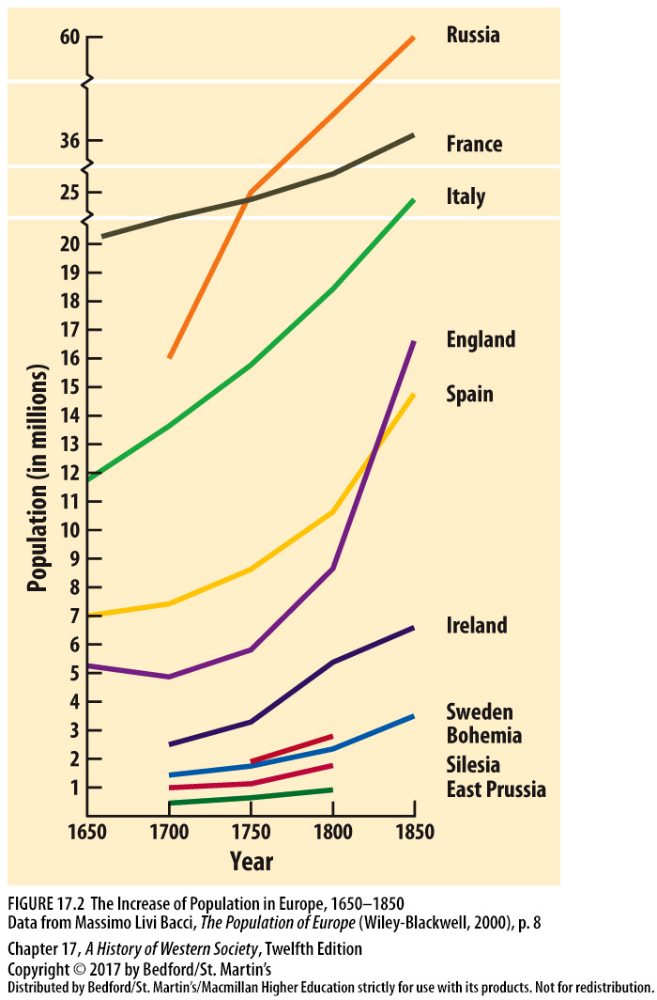 60
Russia
36
France
25
Italy
20
19
18
17
England
16
15
Spain
14
13
12
11
10
9
8
7
Ireland
6
5
4
Sweden
3
Bohemia
2
Silesia
1
East Prussia
Population (in millions)
1650 1700 1750 1800 1850
Year
FIGURE 17.2 The Increase of Population in Europe, 1650–1850
Data from Massimo Livi Bacci, The Population of Europe (Wiley-Blackwell, 2000), p. 8
Chapter 17, A History of Western Society, Twelfth Edition
Copyright © 2017 by Bedford/St. Martin's
Distributed by Bedford/St. Martin's/Macmillan Higher Education strictly for use with its products. Not for redistribution.